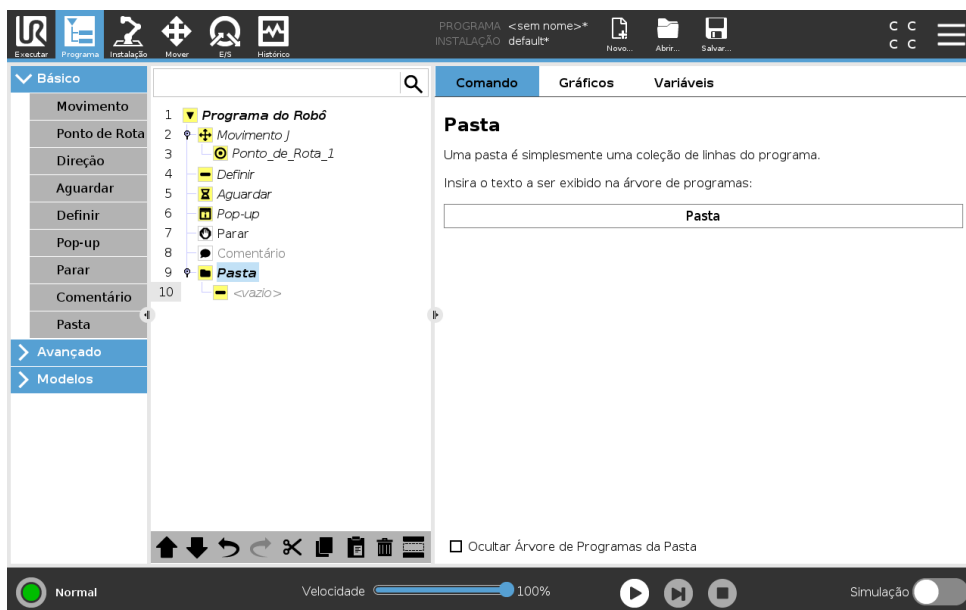 PROGRAMA <sem nome>*
INSTALAÇÃO default*
UR
Executar Programa Instalação Mover E/S Histórico Novo... Abrir... Salvar...
C C
C C
Básico
Movimento
Ponto de Rota
Direção
Aguardar
Definir
Pop-up
Parar
Comentário
Pasta
Avançado
Modelos
1 Programa do Robô
2 Movimento J
3 Ponto_de_Rota_1
4 Definir
5 Aguardar
6 Pop-up
7 Parar
8 Comentário
9 Pasta
10 <vazio>
Comando Gráficos Variáveis
Pasta
Uma pasta é simplesmente uma coleção de linhas do programa.
Insira o texto a ser exibido na árvore de programas:
Pasta
Ocultar Árvore de Programas da Pasta
Normal Velocidade 100% Simulação